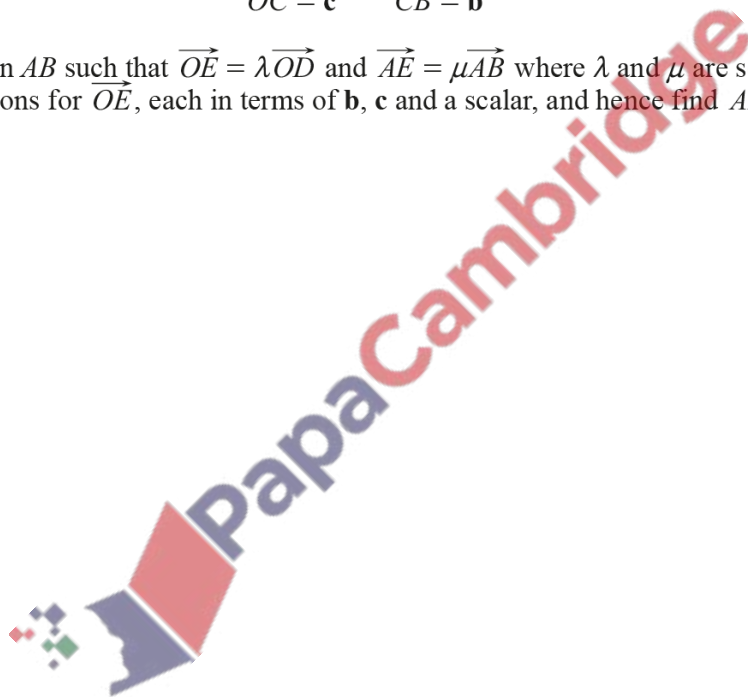 OC = c CB = b
n AB such that OE = λOD and AE = μAB where λ and μ are s
ons for OE, each in terms of b, c and a scalar, and hence find A
PapaCambridge